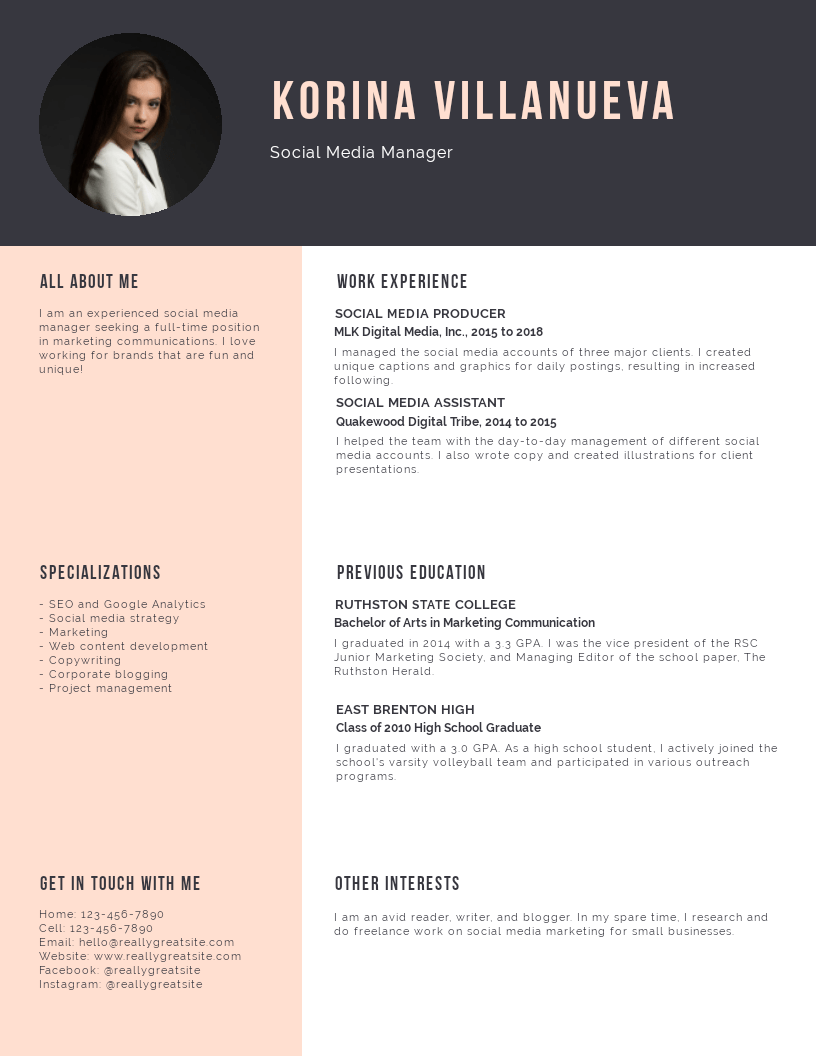 KORINA VILLANUEVA
Social Media Manager
ALL ABOUT ME
I am an experienced social media
manager seeking a full-time position
in marketing communications. I love
working for brands that are fun and
unique!
SPECIALIZATIONS
- SEO and Google Analytics
- Social media strategy
- Marketing
- Web content development
- Copywriting
- Corporate blogging
- Project management
GET IN TOUCH WITH ME
Home: 123-456-7890
Cell: 123-456-7890
Email: hello@reallygreatsite.com
Website: www.reallygreatsite.com
Facebook: @reallygreatsite
Instagram: @reallygreatsite
WORK EXPERIENCE
SOCIAL MEDIA PRODUCER
MLK Digital Media, Inc., 2015 to 2018
I managed the social media accounts of three major clients. I created
unique captions and graphics for daily postings, resulting in increased
following.
SOCIAL MEDIA ASSISTANT
Quakewood Digital Tribe, 2014 to 2015
I helped the team with the day-to-day management of different social
media accounts. I also wrote copy and created illustrations for client
presentations.
PREVIOUS EDUCATION
RUTHSTON STATE COLLEGE
Bachelor of Arts in Marketing Communication
I graduated in 2014 with a 3.3 GPA. I was the vice president of the RSC
Junior Marketing Society, and Managing Editor of the school paper, The
Ruthston Herald.
EAST BRENTON HIGH
Class of 2010 High School Graduate
I graduated with a 3.0 GPA. As a high school student, I actively joined the
school's varsity volleyball team and participated in various outreach
programs.
OTHER INTERESTS
I am an avid reader, writer, and blogger. In my spare time, I research and
do freelance work on social media marketing for small businesses.